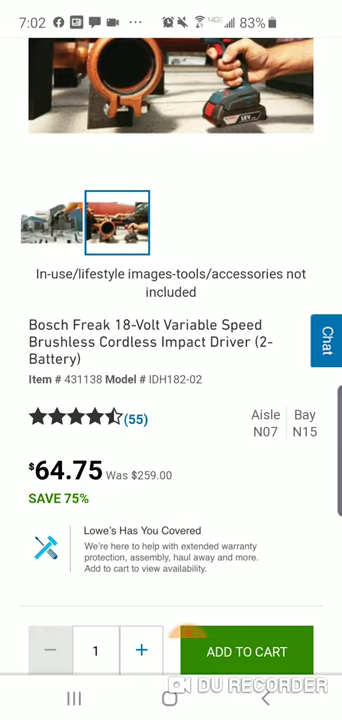 7:02 83%
In-use/lifestyle images-tools/accessories not
included
Bosch Freak 18-Volt Variable Speed
Brushless Cordless Impact Driver (2-
Battery)
Item # 431138 Model # IDH182-02
(55)
Aisle N07
Bay N15
Chat
$64.75 Was $259.00
SAVE 75%
Lowe's Has You Covered
We're here to help with extended warranty
protection, assembly, haul away and more.
Add to cart to view availability.
− 1 + ADD TO CART
DU RECORDER